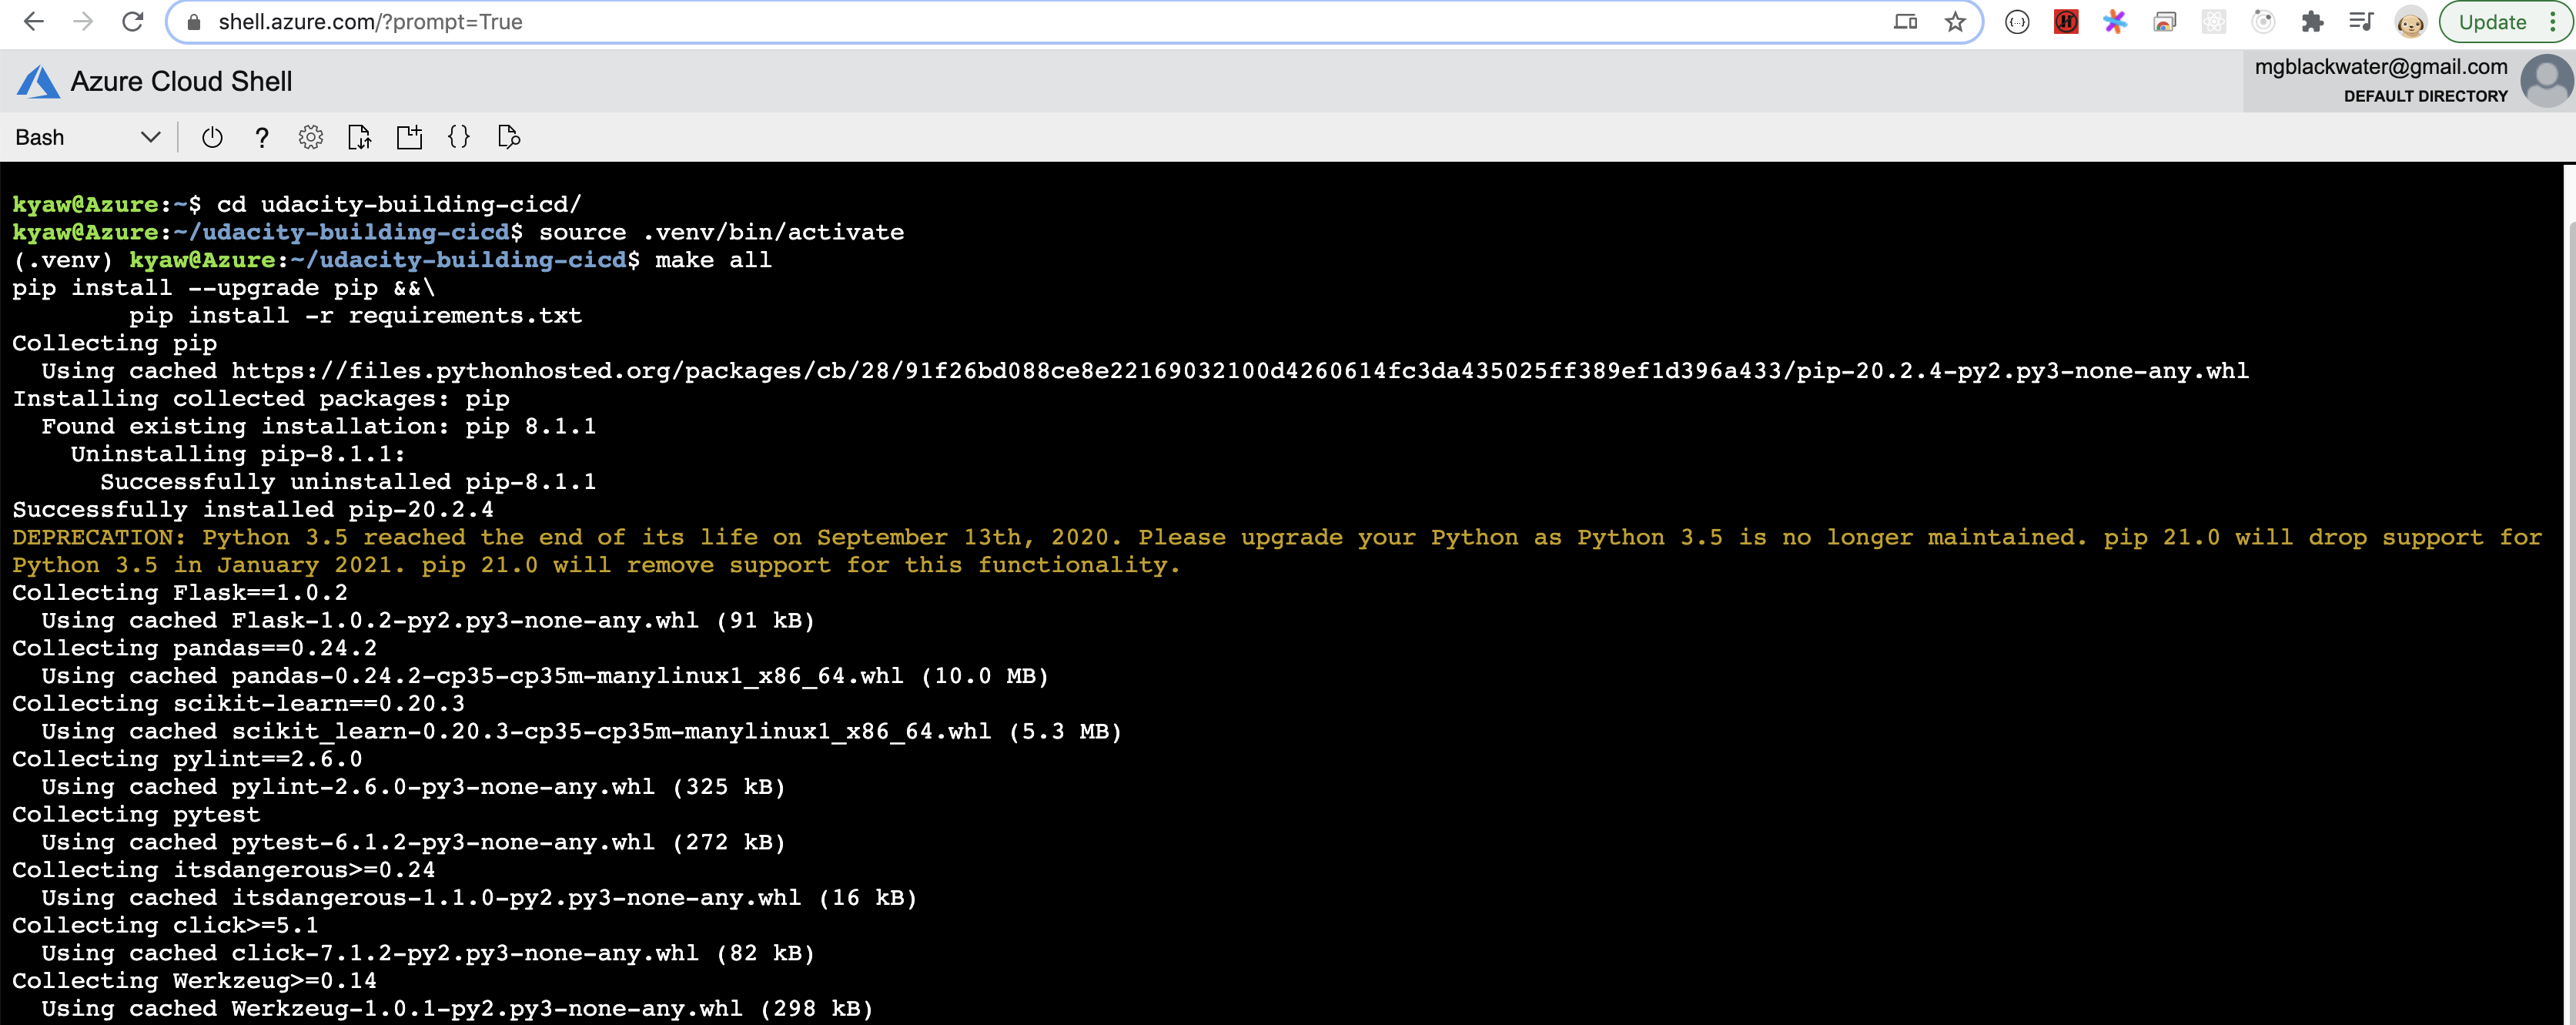 shell.azure.com/?prompt=True
Update
Azure Cloud Shell
mgblackwater@gmail.com
DEFAULT DIRECTORY
Bash
kyaw@Azure:~$ cd udacity-building-cicd/
kyaw@Azure:~/udacity-building-cicd$ source .venv/bin/activate
(.venv) kyaw@Azure:~/udacity-building-cicd$ make all
pip install --upgrade pip &&\
pip install -r requirements.txt
Collecting pip
Using cached https://files.pythonhosted.org/packages/cb/28/91f26bd088ce8e22169032100d4260614fc3da435025ff389ef1d396a433/pip-20.2.4-py2.py3-none-any.whl
Installing collected packages: pip
Found existing installation: pip 8.1.1
Uninstalling pip-8.1.1:
Successfully uninstalled pip-8.1.1
Successfully installed pip-20.2.4
DEPRECATION: Python 3.5 reached the end of its life on September 13th, 2020. Please upgrade your Python as Python 3.5 is no longer maintained. pip 21.0 will drop support for
Python 3.5 in January 2021. pip 21.0 will remove support for this functionality.
Collecting Flask==1.0.2
Using cached Flask-1.0.2-py2.py3-none-any.whl (91 kB)
Collecting pandas==0.24.2
Using cached pandas-0.24.2-cp35-cp35m-manylinux1_x86_64.whl (10.0 MB)
Collecting scikit-learn==0.20.3
Using cached scikit_learn-0.20.3-cp35-cp35m-manylinux1_x86_64.whl (5.3 MB)
Collecting pylint==2.6.0
Using cached pylint-2.6.0-py3-none-any.whl (325 kB)
Collecting pytest
Using cached pytest-6.1.2-py3-none-any.whl (272 kB)
Collecting itsdangerous>=0.24
Using cached itsdangerous-1.1.0-py2.py3-none-any.whl (16 kB)
Collecting click>=5.1
Using cached click-7.1.2-py2.py3-none-any.whl (82 kB)
Collecting Werkzeug>=0.14
Using cached Werkzeug-1.0.1-py2.py3-none-any.whl (298 kB)